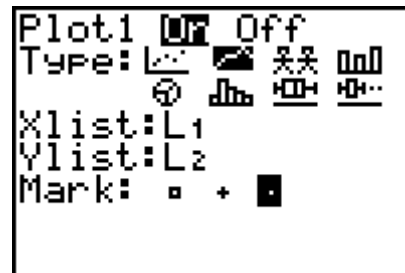 Plot1 On Off
Type:
Xlist:L1
Ylist:L2
Mark: ▫ + ·